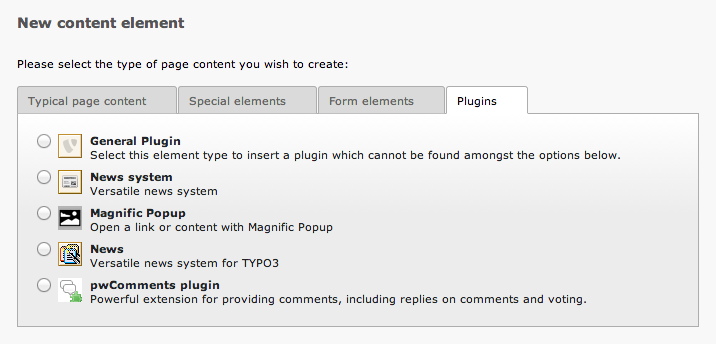 New content element
Please select the type of page content you wish to create:
Typical page content
Special elements
Form elements
Plugins
General Plugin
Select this element type to insert a plugin which cannot be found amongst the options below.
News system
Versatile news system
Magnific Popup
Open a link or content with Magnific Popup
News
Versatile news system for TYPO3
pwComments plugin
Powerful extension for providing comments, including replies on comments and voting.